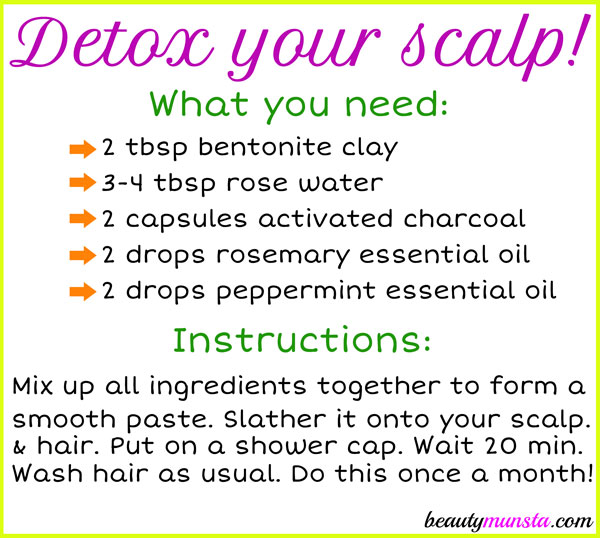 Detox your scalp!
What you need:
2 tbsp bentonite clay
3-4 tbsp rose water
2 capsules activated charcoal
2 drops rosemary essential oil
2 drops peppermint essential oil
Instructions:
Mix up all ingredients together to form a
smooth paste. Slather it onto your scalp.
& hair. Put on a shower cap. Wait 20 min.
Wash hair as usual. Do this once a month!
beautymunsta.com